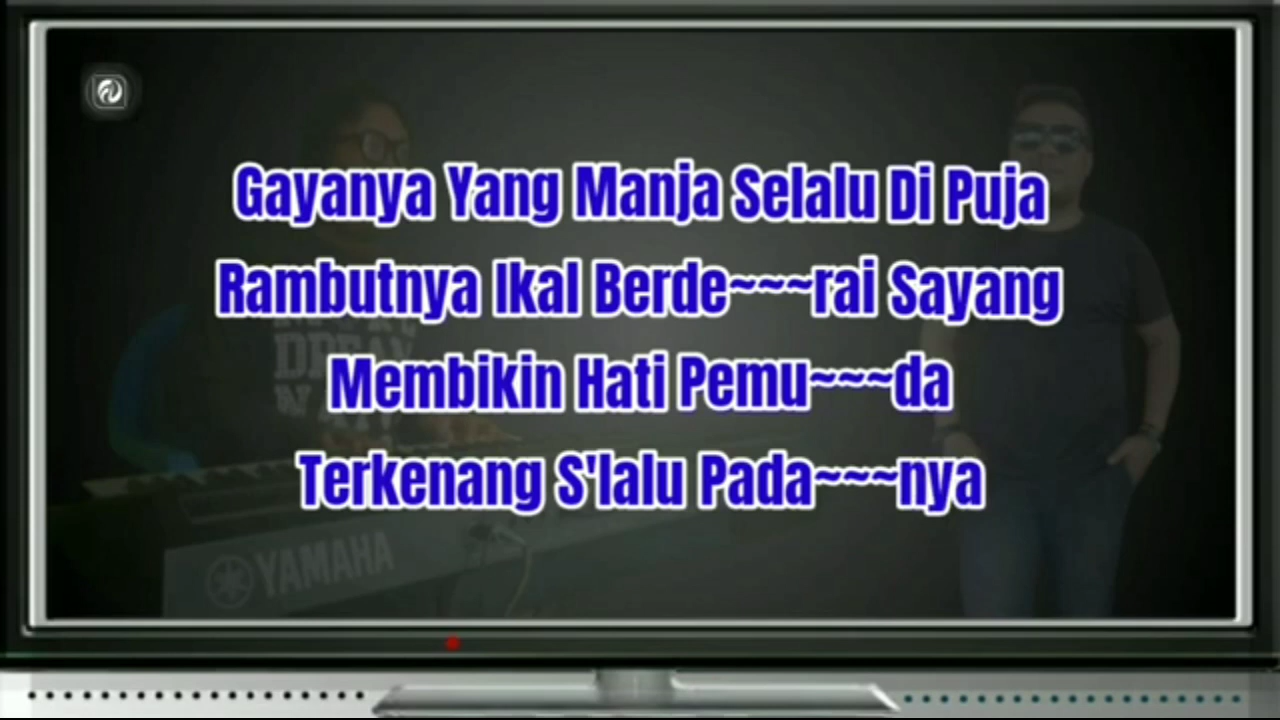 Gayanya Yang Manja Selalu Di Puja
Rambutnya Ikal Berde~~~rai Sayang
Membikin Hati Pemu~~~da
Terkenang S'lalu Pada~~~nya
YAMAHA